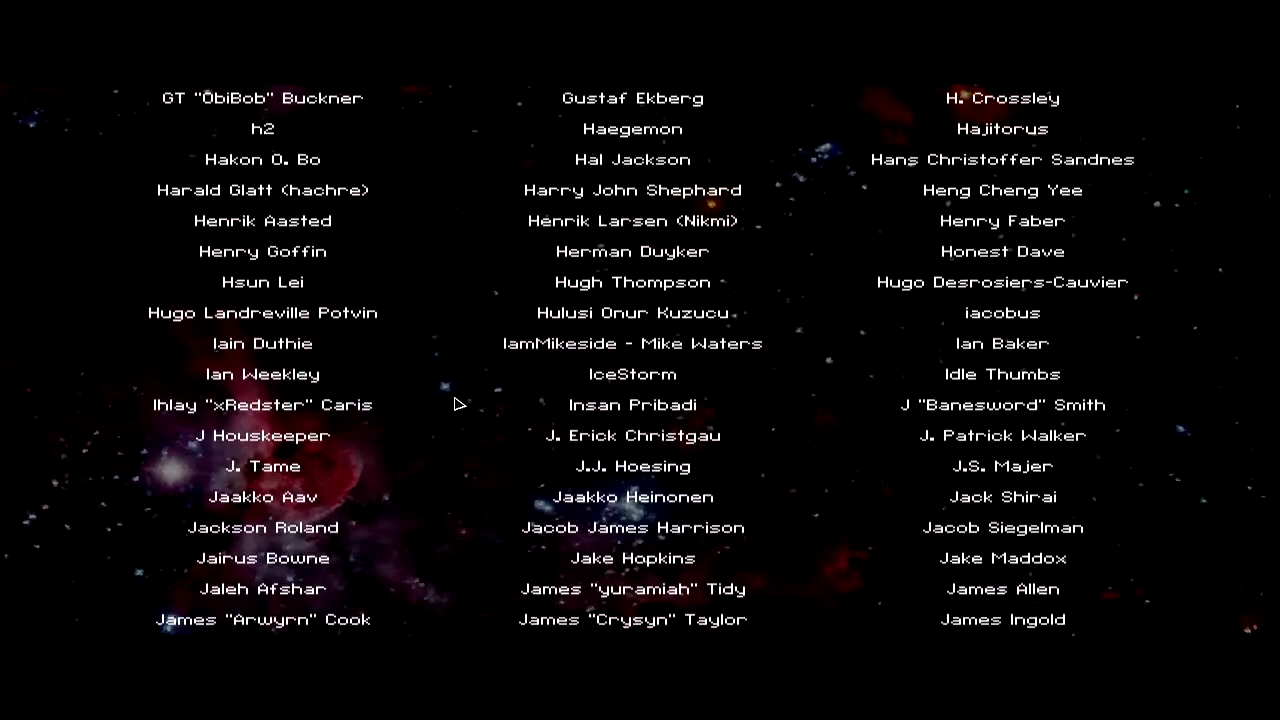 GT "ObiBob" Buckner Gustaf Ekberg H. Crossley
h2 Haegemon Hajitorus
Hakon O. Bo Hal Jackson Hans Christoffer Sandnes
Harald Glatt (hachre) Harry John Shephard Heng Cheng Yee
Henrik Aasted Henrik Larsen (Nikmi) Henry Faber
Henry Goffin Herman Duyker Honest Dave
Hsun Lei Hugh Thompson Hugo Desrosiers-Cauvier
Hugo Landreville Potvin Hulusi Onur Kuzucu iacobus
Iain Duthie IamMikeside - Mike Waters Ian Baker
Ian Weekley IceStorm Idle Thumbs
Ihlay "xRedster" Caris Insan Pribadi J "Banesword" Smith
J Houskeeper J. Erick Christgau J. Patrick Walker
J. Tame J.J. Hoesing J.S. Majer
Jaakko Aav Jaakko Heinonen Jack Shirai
Jackson Roland Jacob James Harrison Jacob Siegelman
Jairus Bowne Jake Hopkins Jake Maddox
Jaleh Afshar James "yuramiah" Tidy James Allen
James "Arwyrn" Cook James "Crysyn" Taylor James Ingold